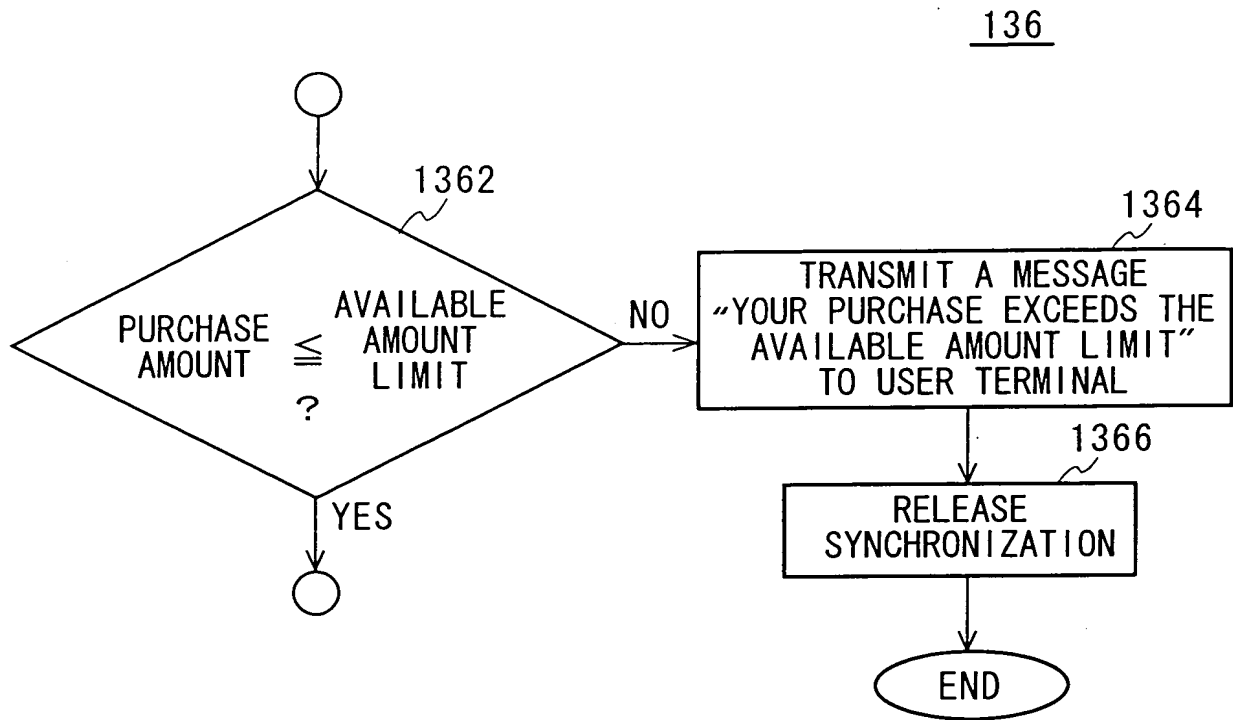 136
1362
PURCHASE
AMOUNT
≦
AVAILABLE
AMOUNT
LIMIT
?
NO
YES
1364
TRANSMIT A MESSAGE
"YOUR PURCHASE EXCEEDS THE
AVAILABLE AMOUNT LIMIT"
TO USER TERMINAL
1366
RELEASE
SYNCHRONIZATION
END